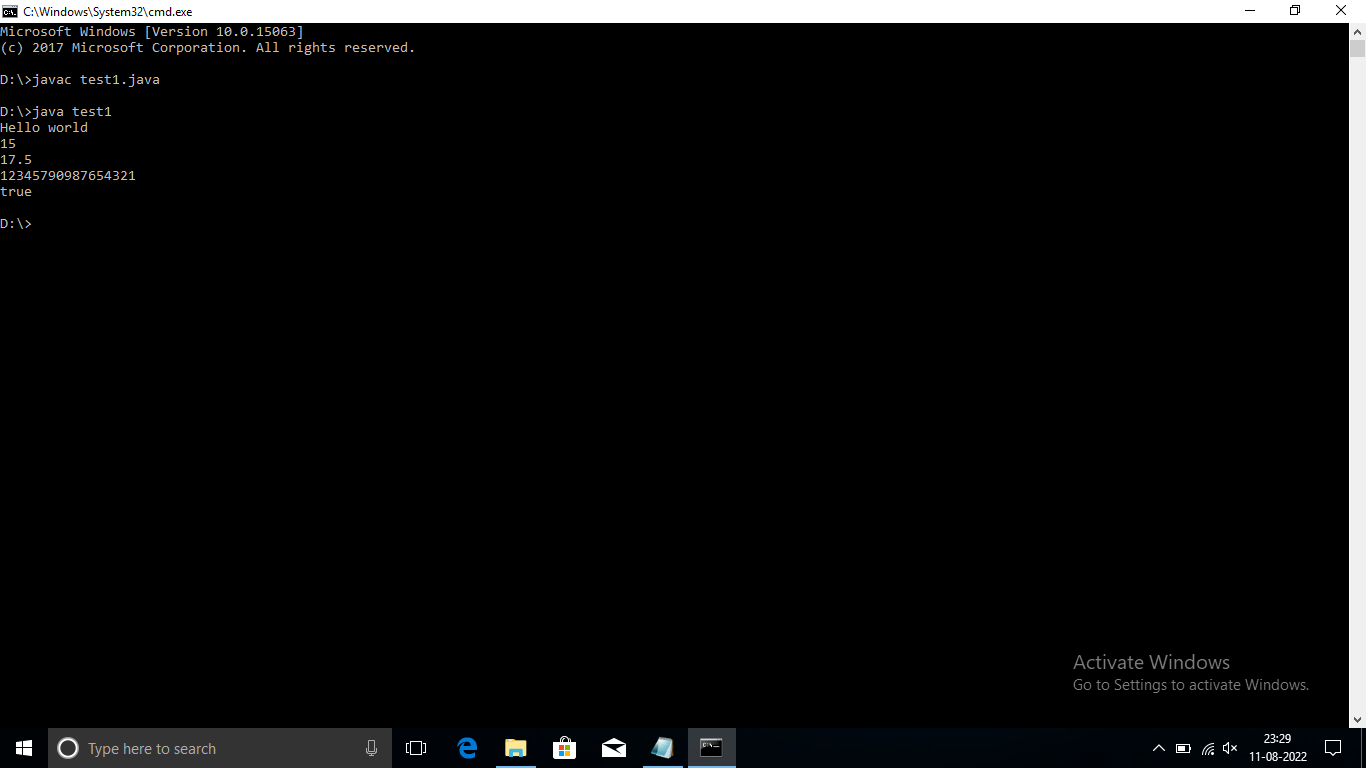 C:\Windows\System32\cmd.exe
Microsoft Windows [Version 10.0.15063]
(c) 2017 Microsoft Corporation. All rights reserved.
D:\>javac test1.java
D:\>java test1
Hello world
15
17.5
12345790987654321
true
D:\>
Activate Windows
Go to Settings to activate Windows.
Type here to search
23:29
11-08-2022